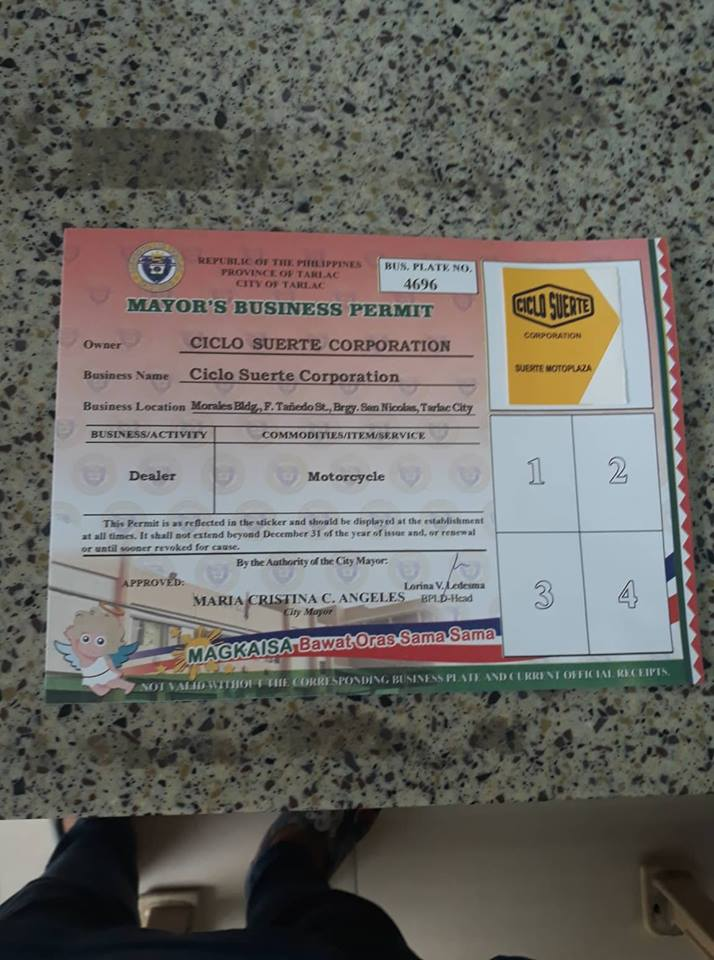 REPUBLIC OF THE PHILIPPINES
PROVINCE OF TARLAC
CITY OF TARLAC
BUS. PLATE NO.
4696
MAYOR'S BUSINESS PERMIT
CICLO SUERTE
CORPORATION
SUERTE MOTOPLAZA
Owner CICLO SUERTE CORPORATION
Business Name Ciclo Suerte Corporation
Business Location Morales Bldg., F. Tañedo St., Brgy. San Nicolas, Tarlac City
BUSINESS/ACTIVITY COMMODITIES/ITEM/SERVICE
Dealer Motorcycle
1 2
3 4
This Permit is as reflected in the sticker and should be displayed at the establishment
at all times. It shall not extend beyond December 31 of the year of issue and, or renewal
or until sooner revoked for cause.
By the Authority of the City Mayor:
APPROVED:
Lorina V. Ledesma
MARIA CRISTINA C. ANGELES BPLD-Head
City Mayor
MAGKAISA Bawat Oras Sama Sama
NOT VALID WITHOUT THE CORRESPONDING BUSINESS PLATE AND CURRENT OFFICIAL RECEIPTS.